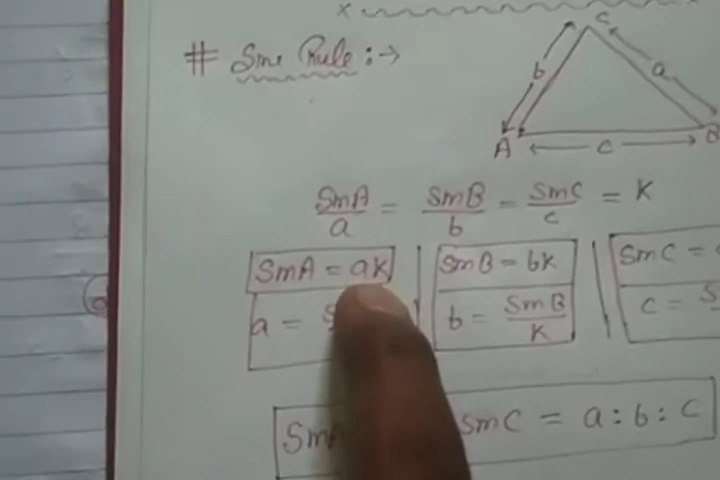 # Sine Rule :→
C
b
a
A
c
B
SinA/a = SinB/b = SinC/c = K
SinA = ak
SinB = bk
SinC =
a =
b = SinB/K
c =
SinC = a : b : c